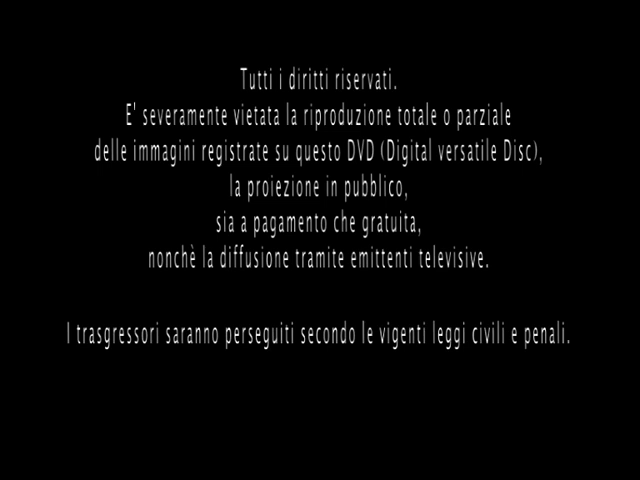 Tutti i diritti riservati.
E' severamente vietata la riproduzione totale o parziale
delle immagini registrate su questo DVD (Digital versatile Disc),
la proiezione in pubblico,
sia a pagamento che gratuita,
nonchè la diffusione tramite emittenti televisive.
I trasgressori saranno perseguiti secondo le vigenti leggi civili e penali.